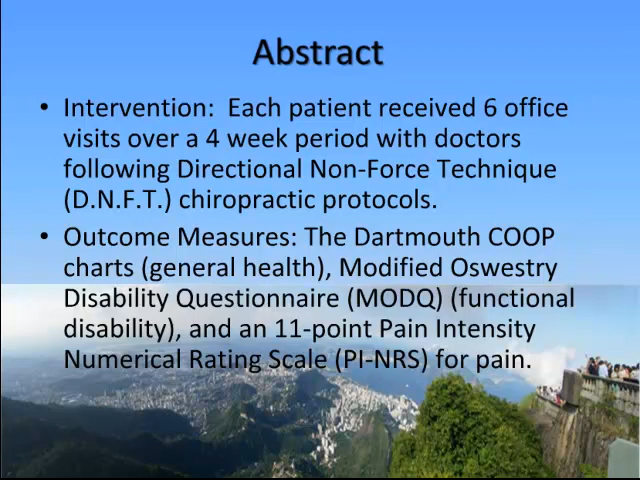 Abstract
• Intervention:  Each patient received 6 office
visits over a 4 week period with doctors
following Directional Non-Force Technique
(D.N.F.T.) chiropractic protocols.
• Outcome Measures: The Dartmouth COOP
charts (general health), Modified Oswestry
Disability Questionnaire (MODQ) (functional
disability), and an 11-point Pain Intensity
Numerical Rating Scale (PI-NRS) for pain.